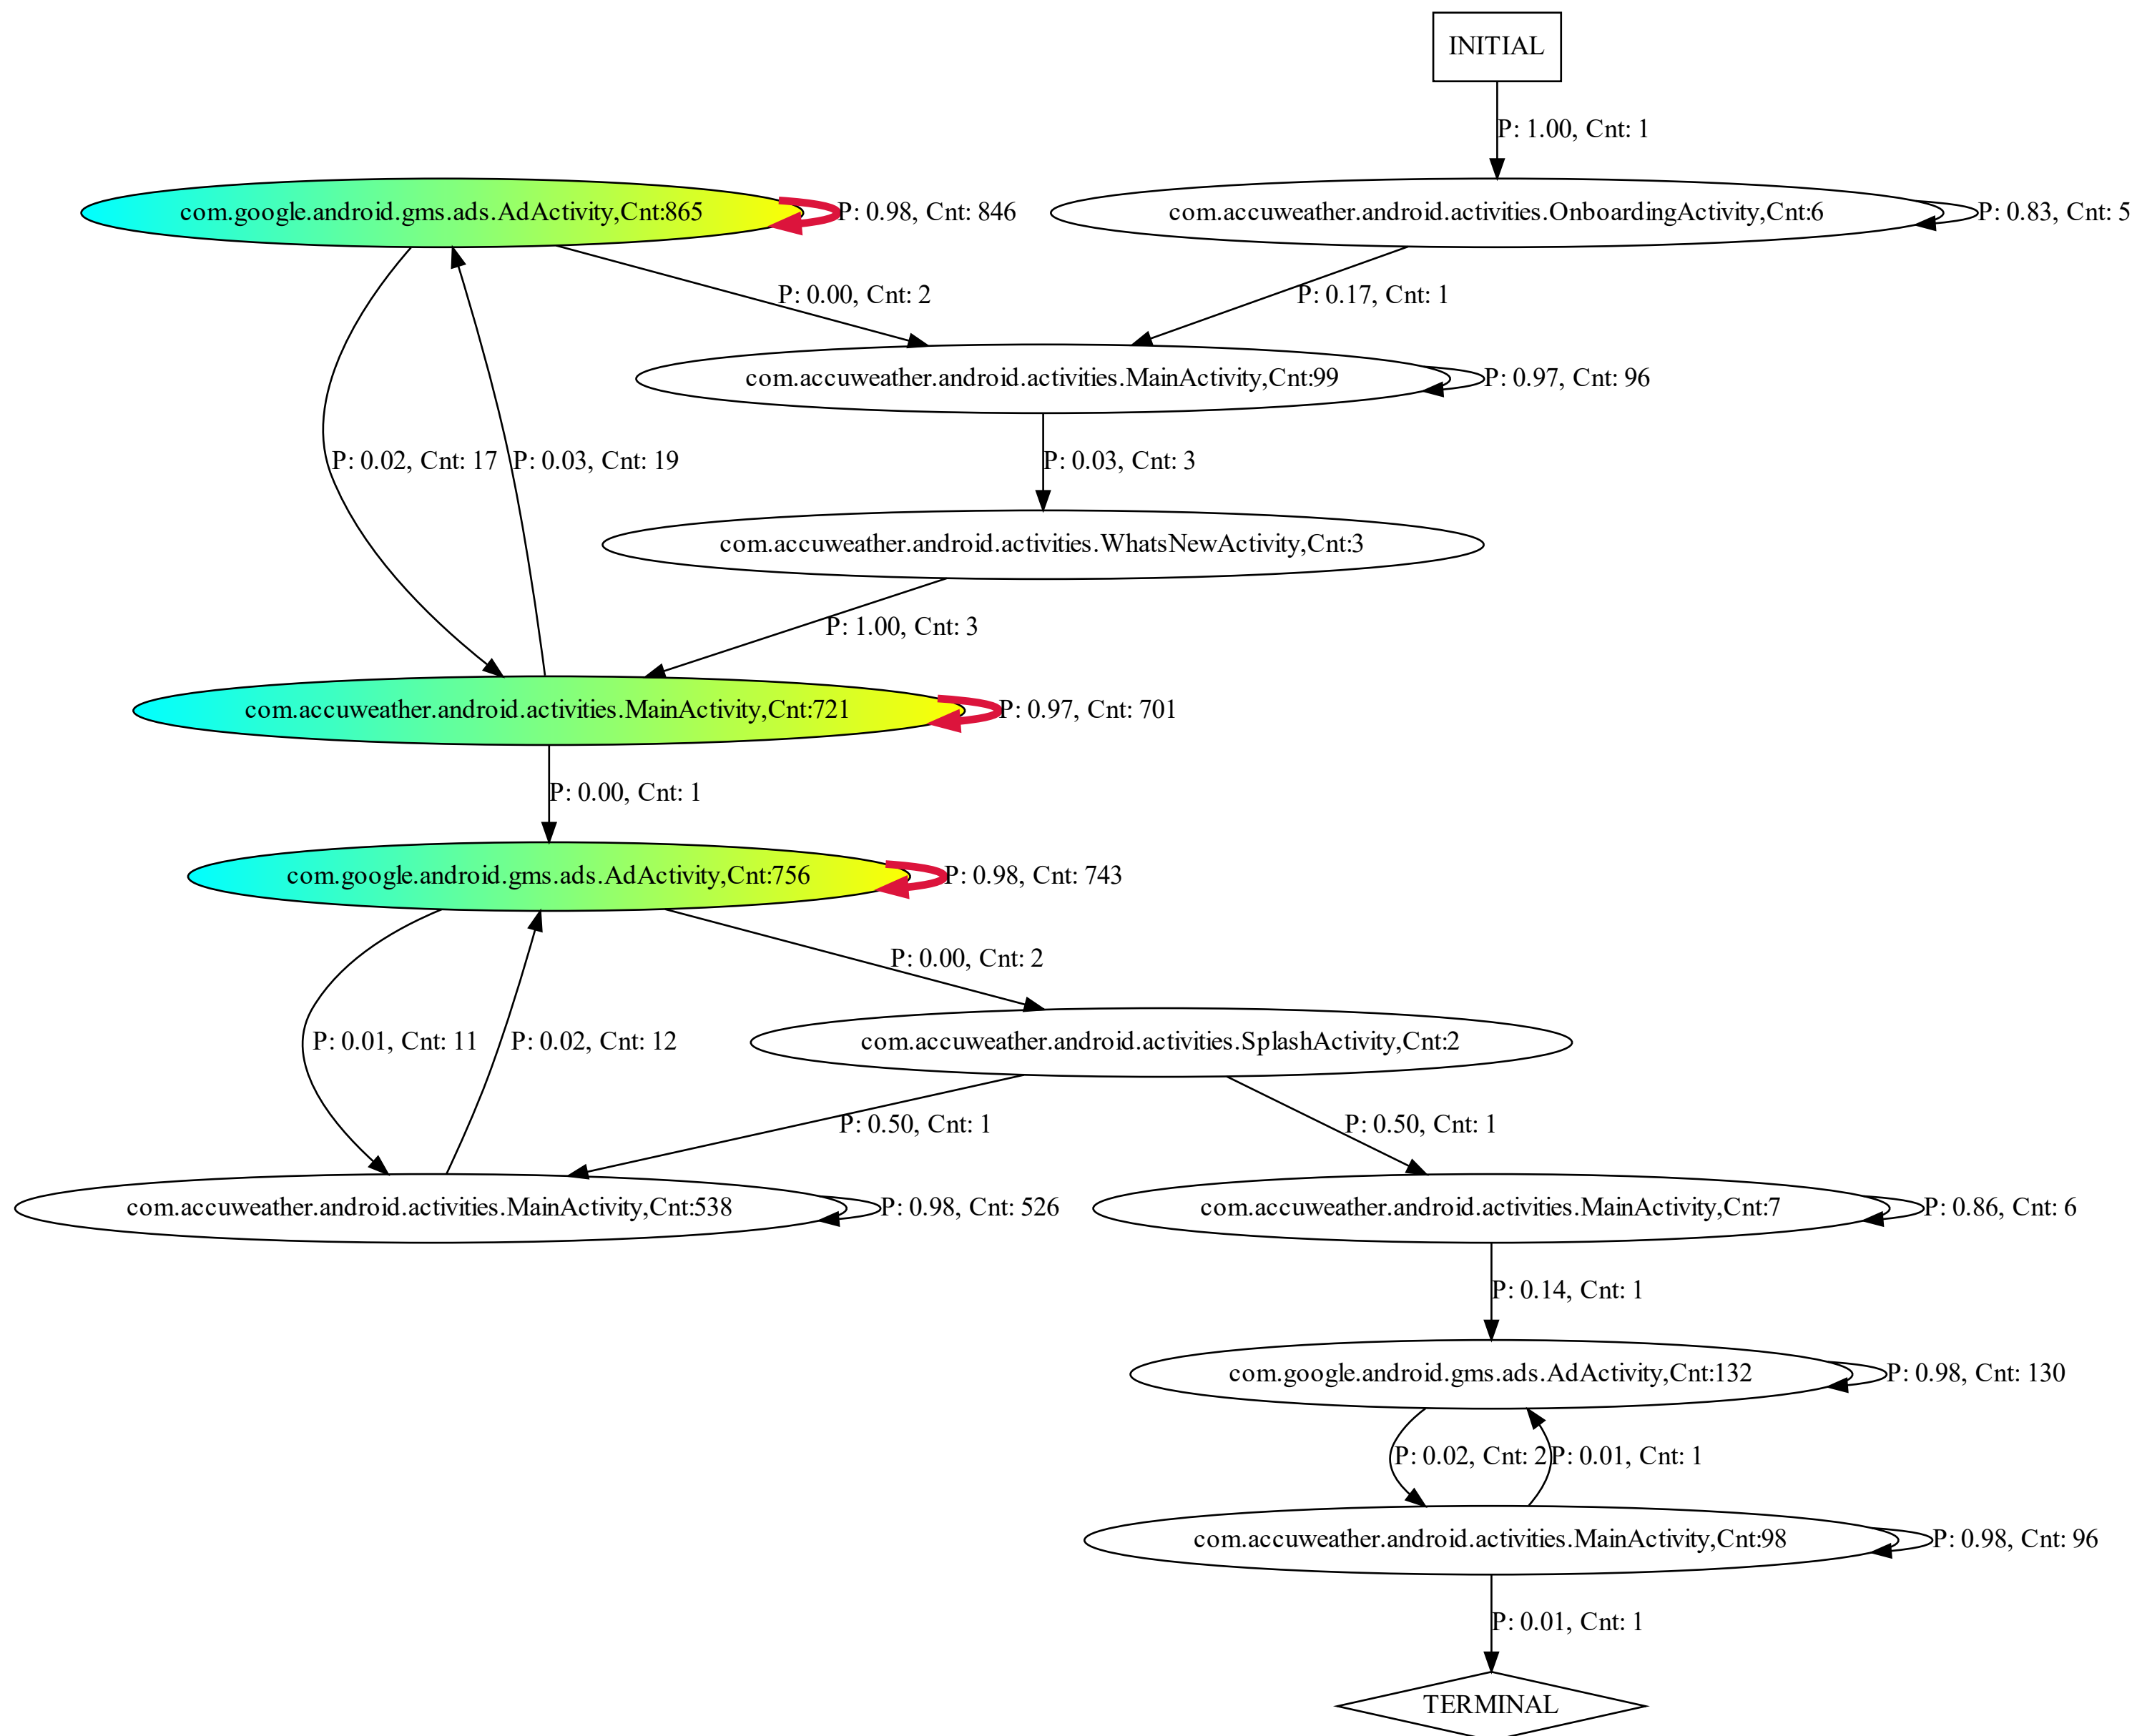 INITIAL
P: 1.00, Cnt: 1
com.google.android.gms.ads.AdActivity,Cnt:865
P: 0.98, Cnt: 846
com.accuweather.android.activities.OnboardingActivity,Cnt:6
P: 0.83, Cnt: 5
P: 0.00, Cnt: 2
P: 0.17, Cnt: 1
com.accuweather.android.activities.MainActivity,Cnt:99
P: 0.97, Cnt: 96
P: 0.02, Cnt: 17
P: 0.03, Cnt: 19
P: 0.03, Cnt: 3
com.accuweather.android.activities.WhatsNewActivity,Cnt:3
P: 1.00, Cnt: 3
com.accuweather.android.activities.MainActivity,Cnt:721
P: 0.97, Cnt: 701
P: 0.00, Cnt: 1
com.google.android.gms.ads.AdActivity,Cnt:756
P: 0.98, Cnt: 743
P: 0.00, Cnt: 2
P: 0.01, Cnt: 11
P: 0.02, Cnt: 12
com.accuweather.android.activities.SplashActivity,Cnt:2
P: 0.50, Cnt: 1
P: 0.50, Cnt: 1
com.accuweather.android.activities.MainActivity,Cnt:538
P: 0.98, Cnt: 526
com.accuweather.android.activities.MainActivity,Cnt:7
P: 0.86, Cnt: 6
P: 0.14, Cnt: 1
com.google.android.gms.ads.AdActivity,Cnt:132
P: 0.98, Cnt: 130
P: 0.02, Cnt: 2
P: 0.01, Cnt: 1
com.accuweather.android.activities.MainActivity,Cnt:98
P: 0.98, Cnt: 96
P: 0.01, Cnt: 1
TERMINAL